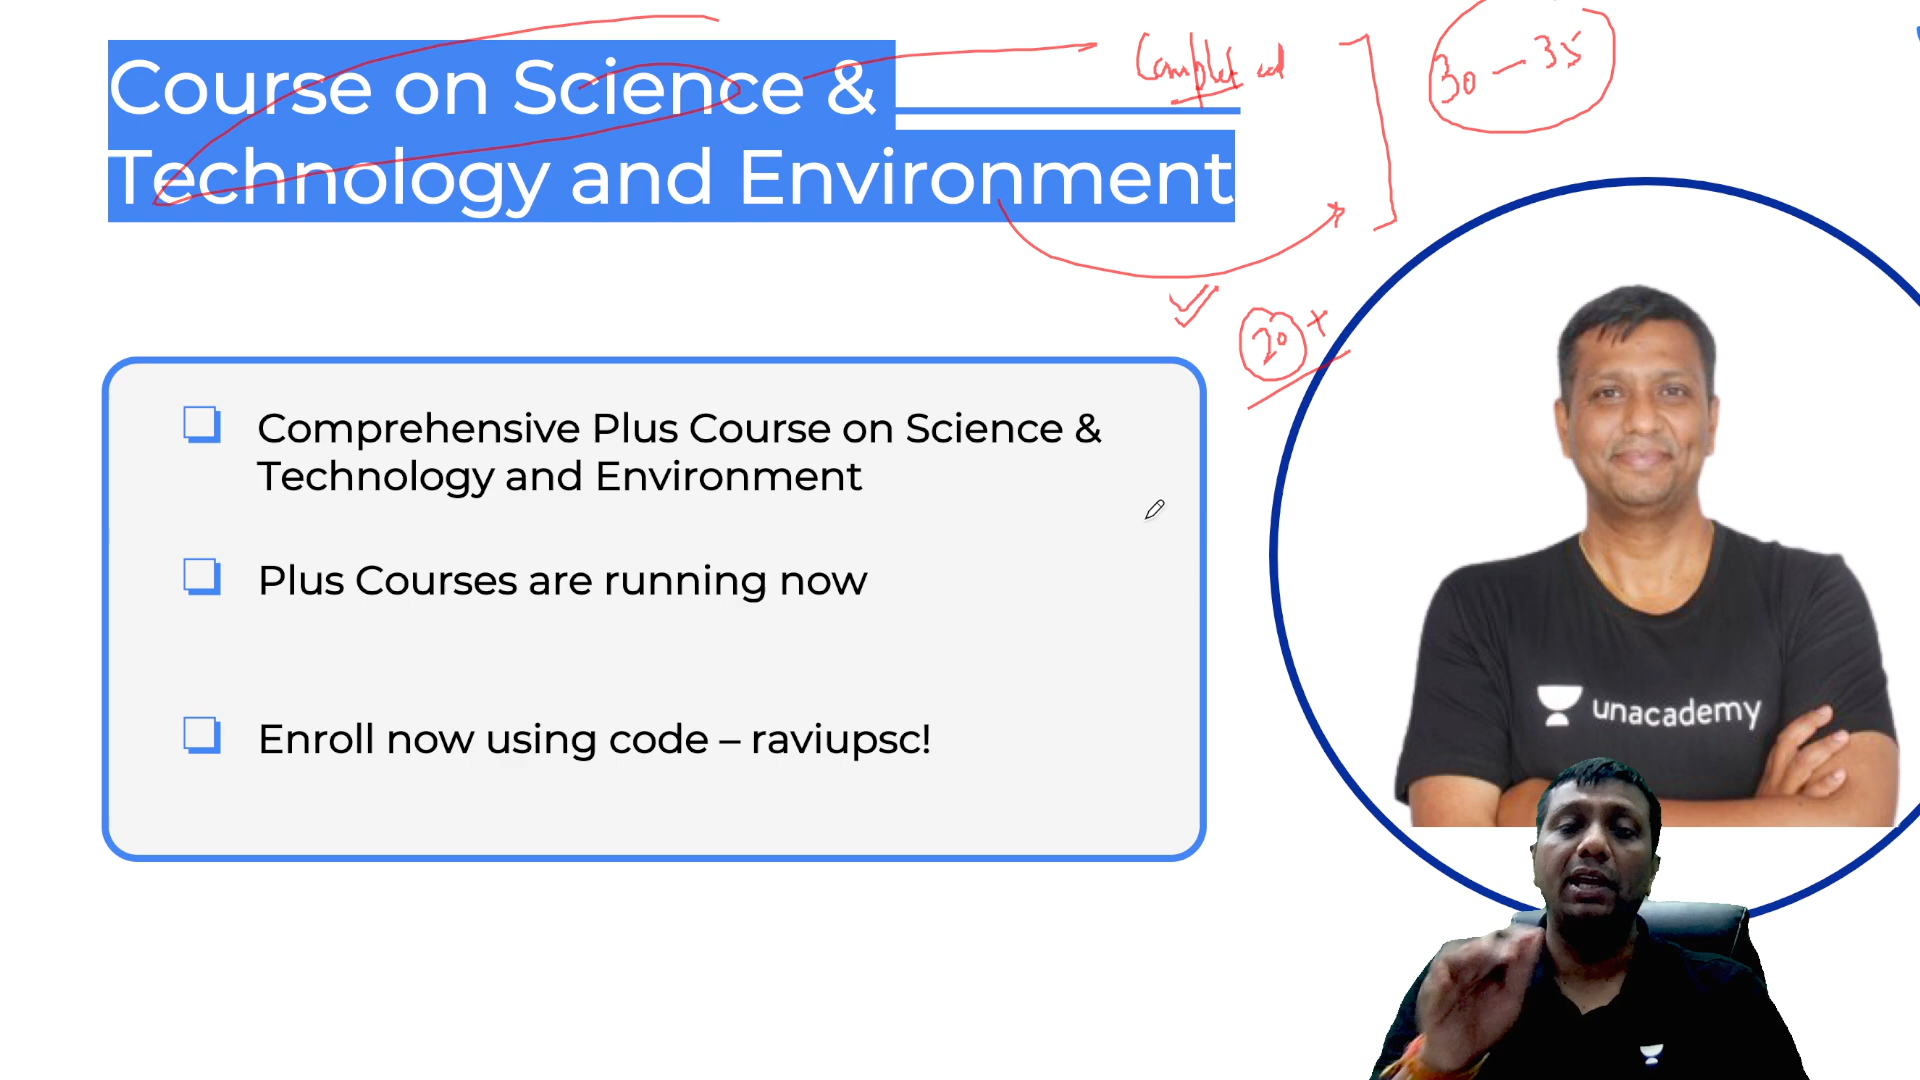 Course on Science &
Technology and Environment
Completed
30 – 35
20+
Comprehensive Plus Course on Science &
Technology and Environment
Plus Courses are running now
Enroll now using code – raviupsc!
unacademy